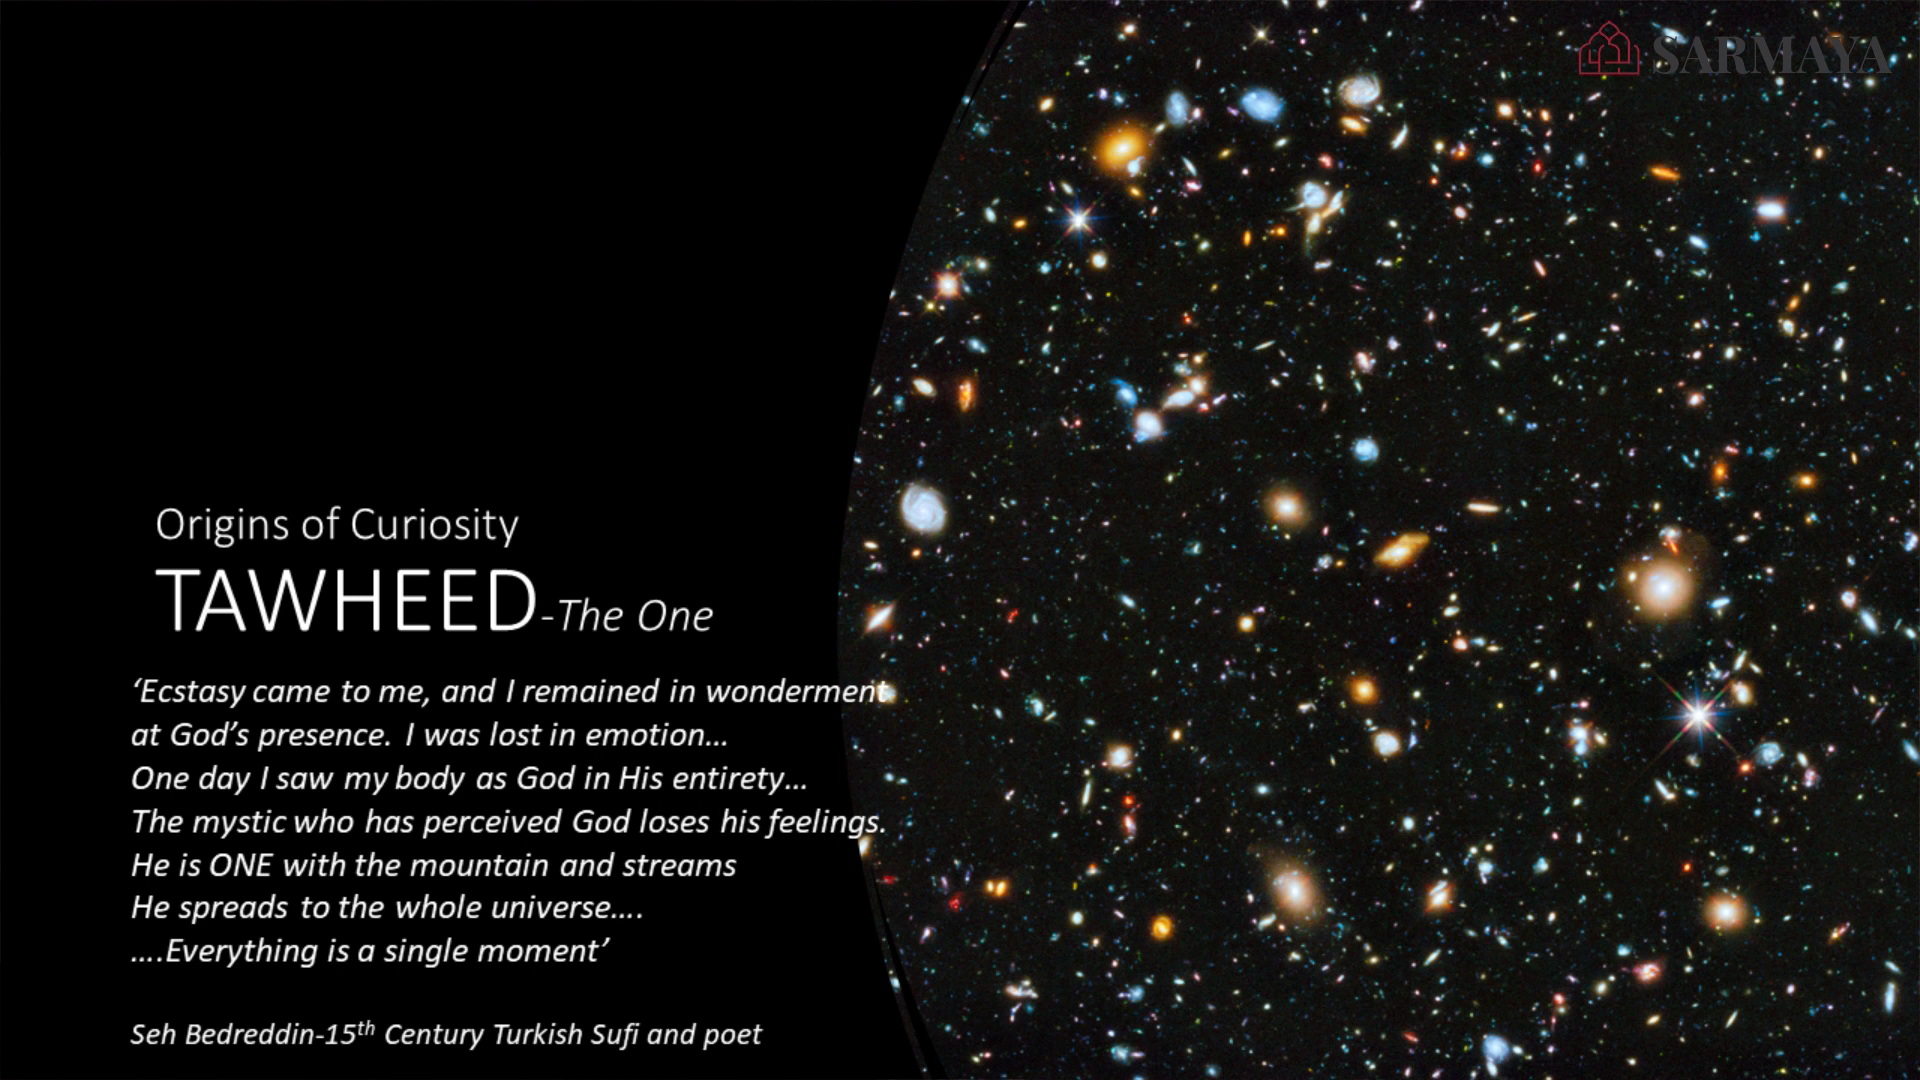 SARMAYA
Origins of Curiosity
TAWHEED-The One
‘Ecstasy came to me, and I remained in wonderment
at God’s presence. I was lost in emotion…
One day I saw my body as God in His entirety…
The mystic who has perceived God loses his feelings.
He is ONE with the mountain and streams
He spreads to the whole universe….
….Everything is a single moment’
Seh Bedreddin-15th Century Turkish Sufi and poet